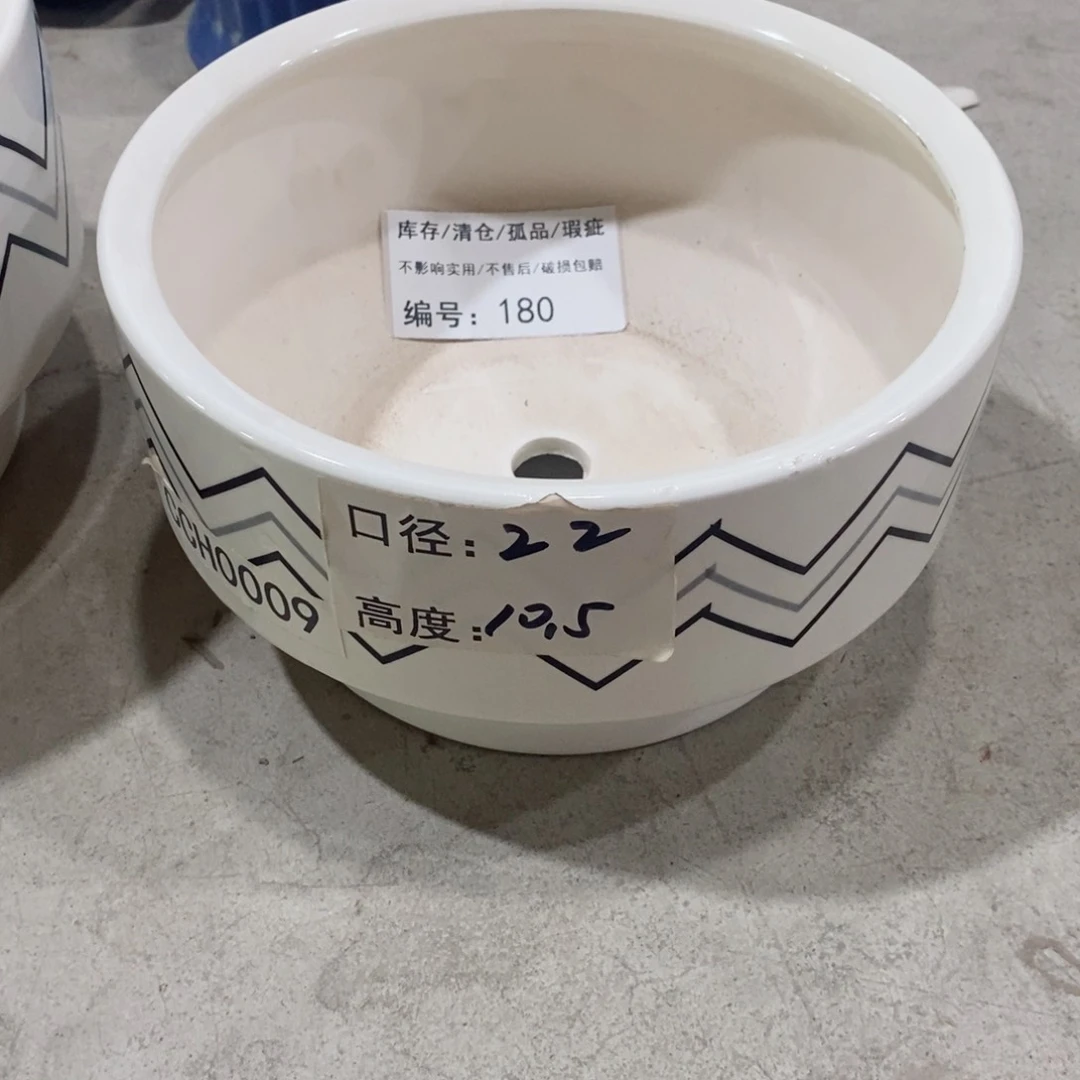 库存/清仓/孤品/瑕疵
不影响实用/不售后/破损包赔
编号：180
口径：22
高度：10.5
CCH0009